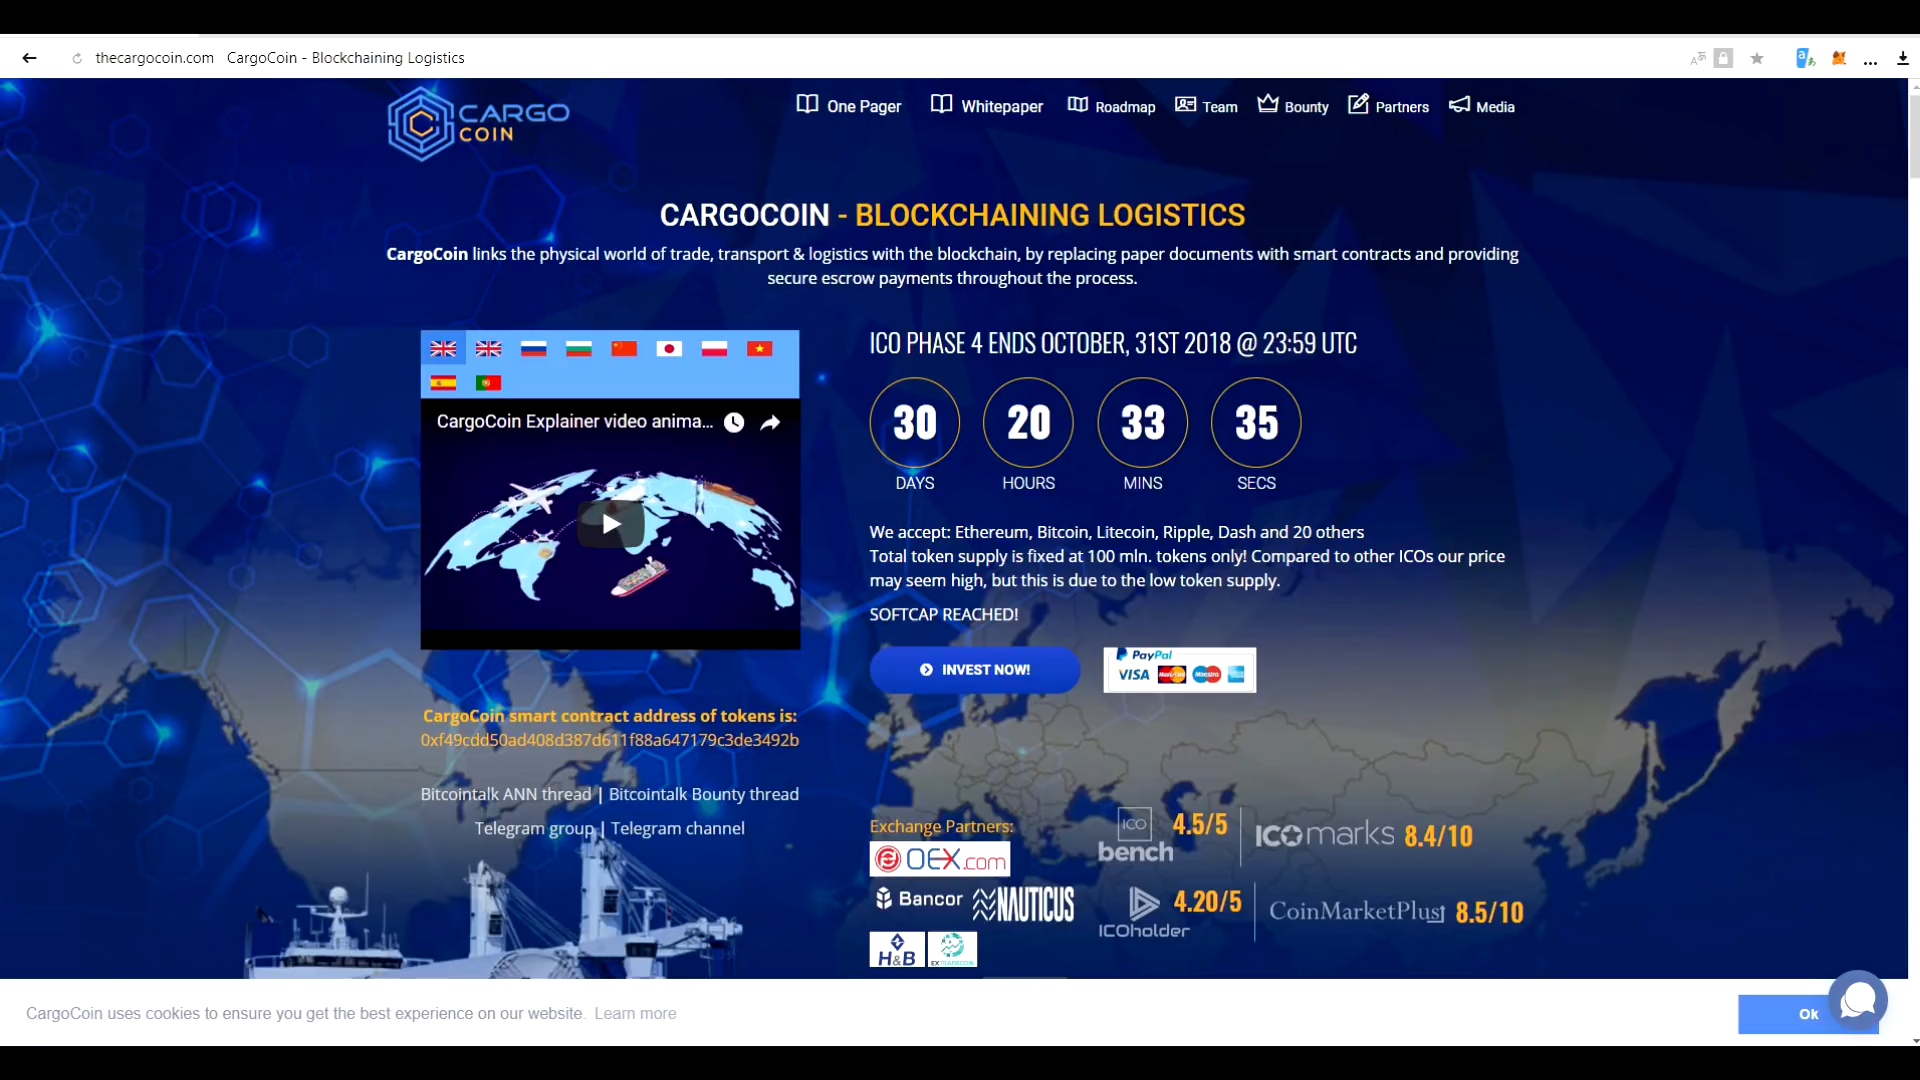 thecargocoin.com CargoCoin - Blockchaining Logistics
CARGO
COIN
One Pager
Whitepaper
Roadmap
Team
Bounty
Partners
Media
CARGOCOIN - BLOCKCHAINING LOGISTICS
CargoCoin links the physical world of trade, transport & logistics with the blockchain, by replacing paper documents with smart contracts and providing
secure escrow payments throughout the process.
CargoCoin Explainer video anima...
ICO PHASE 4 ENDS OCTOBER, 31ST 2018 @ 23:59 UTC
30 20 33 35
DAYS HOURS MINS SECS
We accept: Ethereum, Bitcoin, Litecoin, Ripple, Dash and 20 others
Total token supply is fixed at 100 mln. tokens only! Compared to other ICOs our price
may seem high, but this is due to the low token supply.
SOFTCAP REACHED!
INVEST NOW!
PayPal
VISA MasterCard Maestro
CargoCoin smart contract address of tokens is:
0xf49cdd50ad408d387d611f88a647179c3de3492b
Bitcointalk ANN thread | Bitcointalk Bounty thread
Telegram group | Telegram channel
Exchange Partners:
OEX.com
Bancor NAUTICUS
H&B
ICO
bench 4.5/5
ICOmarks 8.4/10
ICOholder 4.20/5
CoinMarketPlus 8.5/10
CargoCoin uses cookies to ensure you get the best experience on our website. Learn more
Ok